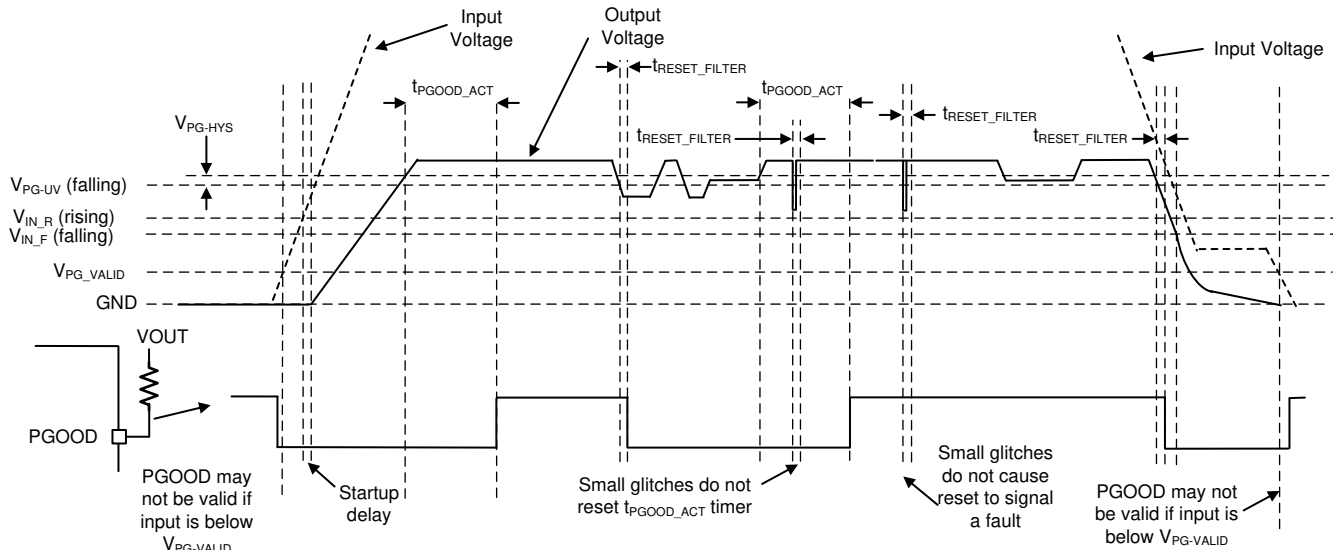 Input
Voltage
Output
Voltage
Input Voltage
tRESET_FILTER
tPGOOD_ACT
tPGOOD_ACT
tRESET_FILTER
tRESET_FILTER
tRESET_FILTER
VPG-HYS
VPG-UV (falling)
VIN_R (rising)
VIN_F (falling)
VPG_VALID
GND
VOUT
PGOOD
PGOOD may
not be valid if
input is below
VPG-VALID
Startup
delay
Small glitches do not
reset tPGOOD_ACT timer
Small glitches
do not cause
reset to signal
a fault
PGOOD may not
be valid if input is
below VPG-VALID